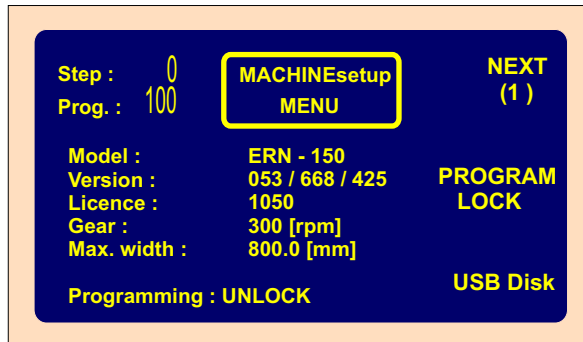 Step : 0
Prog. : 100
MACHINEsetup
MENU
NEXT
(1 )
Model : ERN - 150
Version : 053 / 668 / 425
Licence : 1050
Gear : 300 [rpm]
Max. width : 800.0 [mm]
PROGRAM
LOCK
Programming : UNLOCK
USB Disk